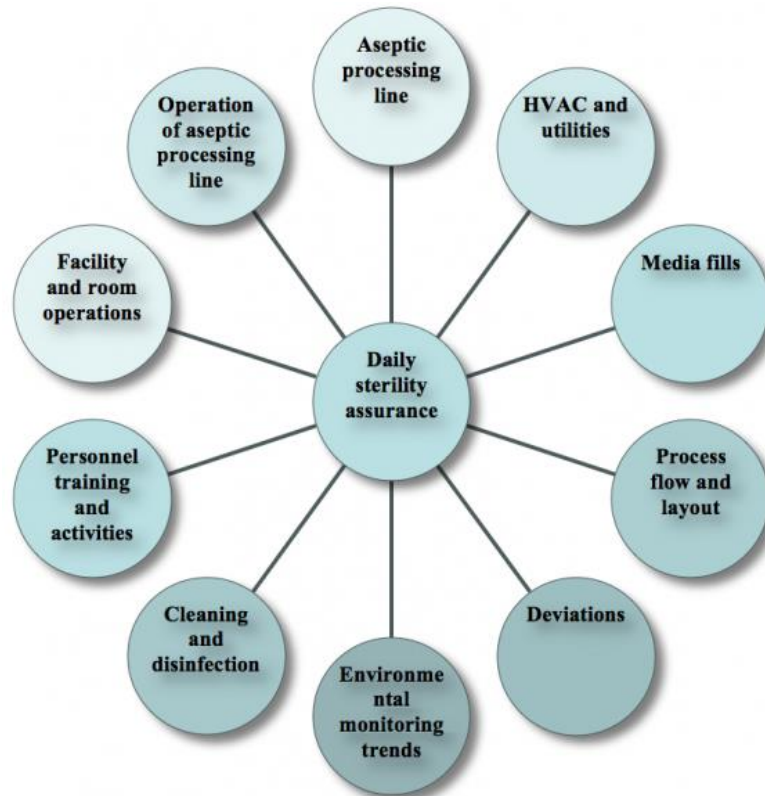 Aseptic
processing
line
HVAC and
utilities
Media fills
Process
flow and
layout
Deviations
Environme
ntal
monitoring
trends
Cleaning
and
disinfection
Personnel
training
and
activities
Facility
and room
operations
Operation
of aseptic
processing
line
Daily
sterility
assurance